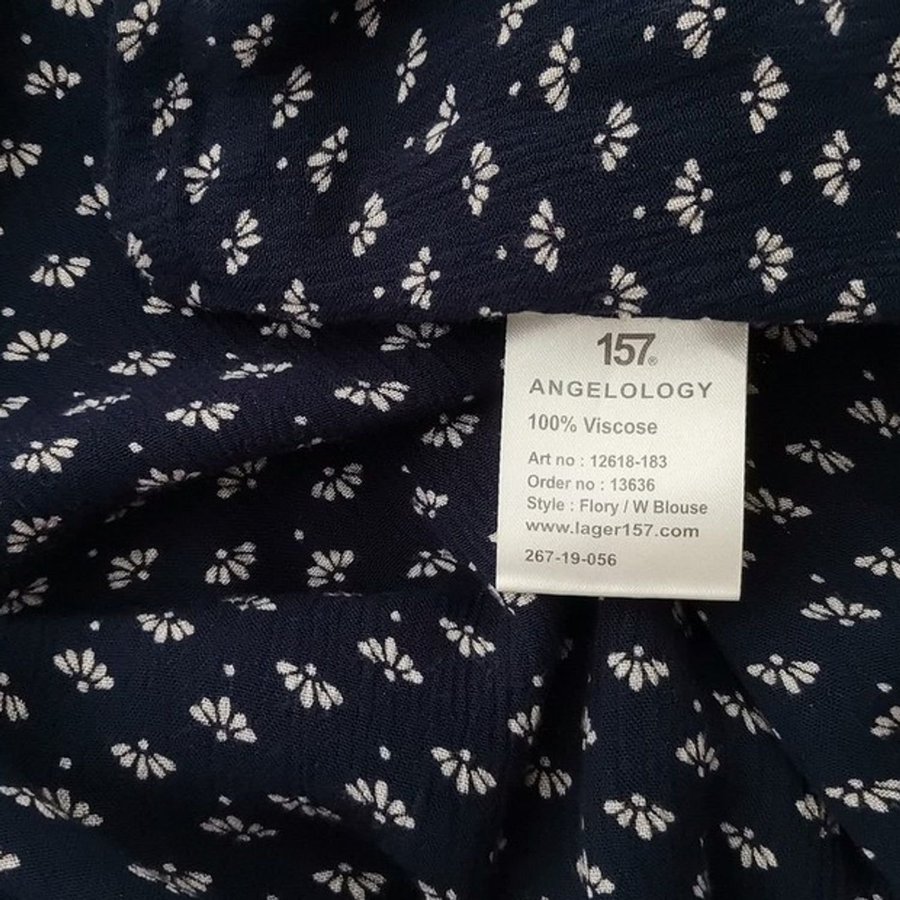 157®
ANGELOLOGY
100% Viscose
Art no : 12618-183
Order no : 13636
Style : Flory / W Blouse
www.lager157.com
267-19-056